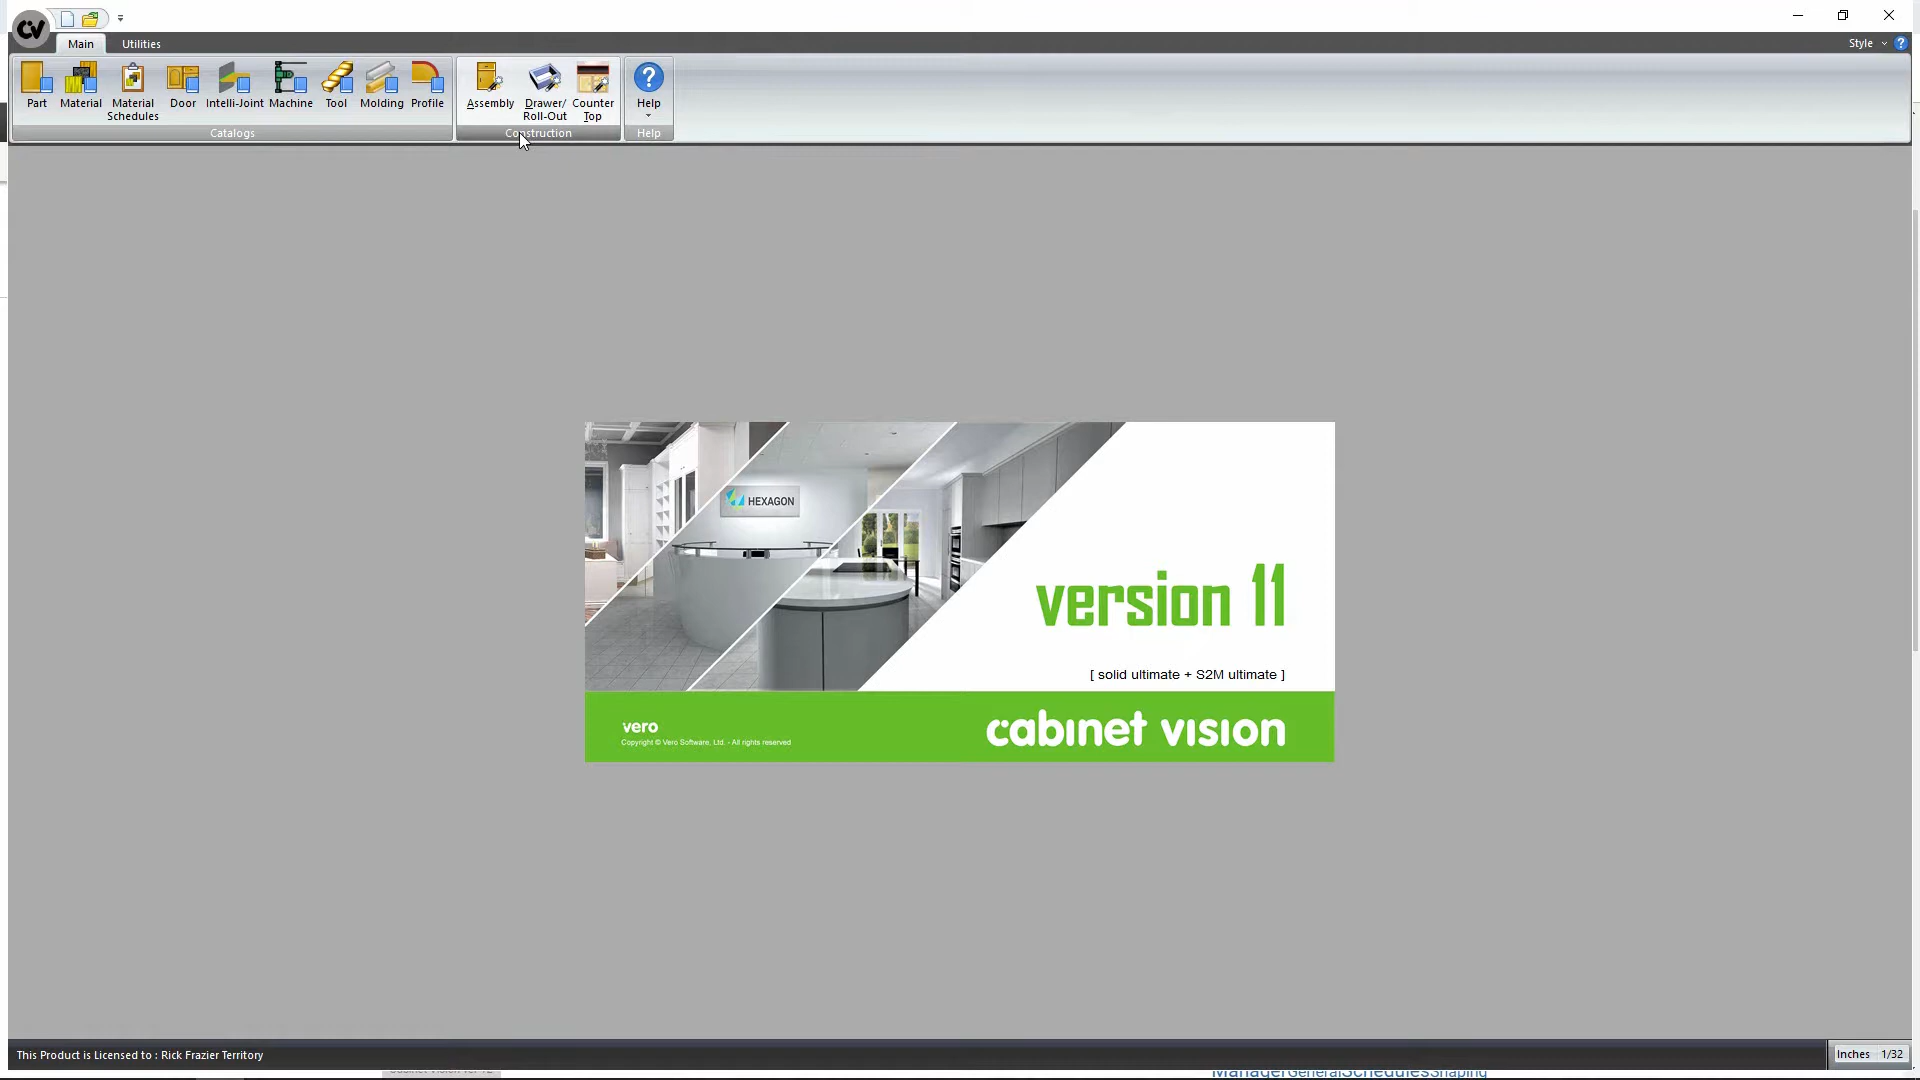 CV
Main Utilities Style ?
Part Material Material Schedules Door Intelli-Joint Machine Tool Molding Profile Assembly Drawer/ Roll-Out Counter Top Help
Catalogs Construction Help
HEXAGON
version 11
[ solid ultimate + S2M ultimate ]
vero
cabinet vision
Copyright © Vero Software, Ltd. - All rights reserved
This Product is Licensed to : Rick Frazier Territory Inches 1/32
ManagerGeneralSchedulesShaping